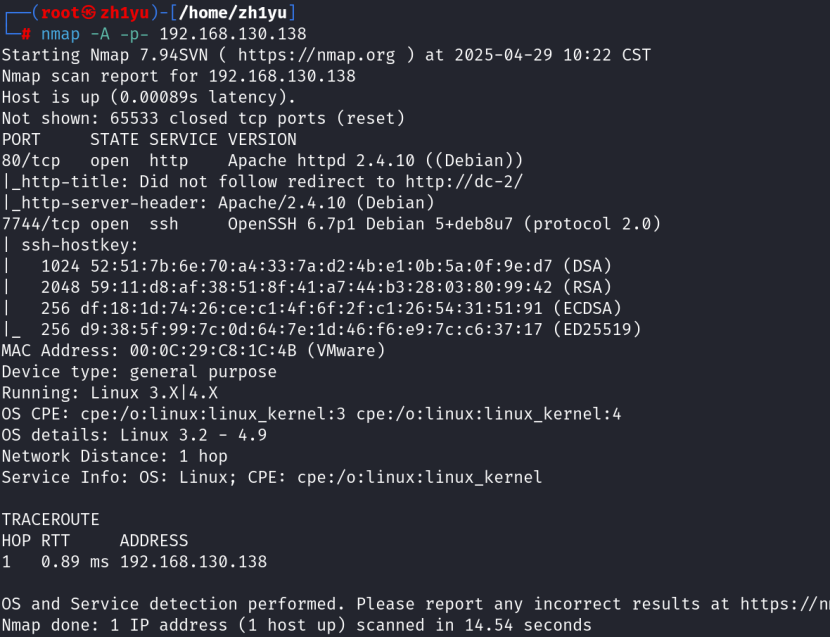 ┌──(root㉿zh1yu)-[/home/zh1yu]
└─# nmap -A -p- 192.168.130.138
Starting Nmap 7.94SVN ( https://nmap.org ) at 2025-04-29 10:22 CST
Nmap scan report for 192.168.130.138
Host is up (0.00089s latency).
Not shown: 65533 closed tcp ports (reset)
PORT     STATE SERVICE VERSION
80/tcp   open  http    Apache httpd 2.4.10 ((Debian))
|_http-title: Did not follow redirect to http://dc-2/
|_http-server-header: Apache/2.4.10 (Debian)
7744/tcp open  ssh     OpenSSH 6.7p1 Debian 5+deb8u7 (protocol 2.0)
| ssh-hostkey:
|   1024 52:51:7b:6e:70:a4:33:7a:d2:4b:e1:0b:5a:0f:9e:d7 (DSA)
|   2048 59:11:d8:af:38:51:8f:41:a7:44:b3:28:03:80:99:42 (RSA)
|   256 df:18:1d:74:26:ce:c1:4f:6f:2f:c1:26:54:31:51:91 (ECDSA)
|_  256 d9:38:5f:99:7c:0d:64:7e:1d:46:f6:e9:7c:c6:37:17 (ED25519)
MAC Address: 00:0C:29:C8:1C:4B (VMware)
Device type: general purpose
Running: Linux 3.X|4.X
OS CPE: cpe:/o:linux:linux_kernel:3 cpe:/o:linux:linux_kernel:4
OS details: Linux 3.2 - 4.9
Network Distance: 1 hop
Service Info: OS: Linux; CPE: cpe:/o:linux:linux_kernel
TRACEROUTE
HOP RTT     ADDRESS
1   0.89 ms 192.168.130.138
OS and Service detection performed. Please report any incorrect results at https://n
Nmap done: 1 IP address (1 host up) scanned in 14.54 seconds